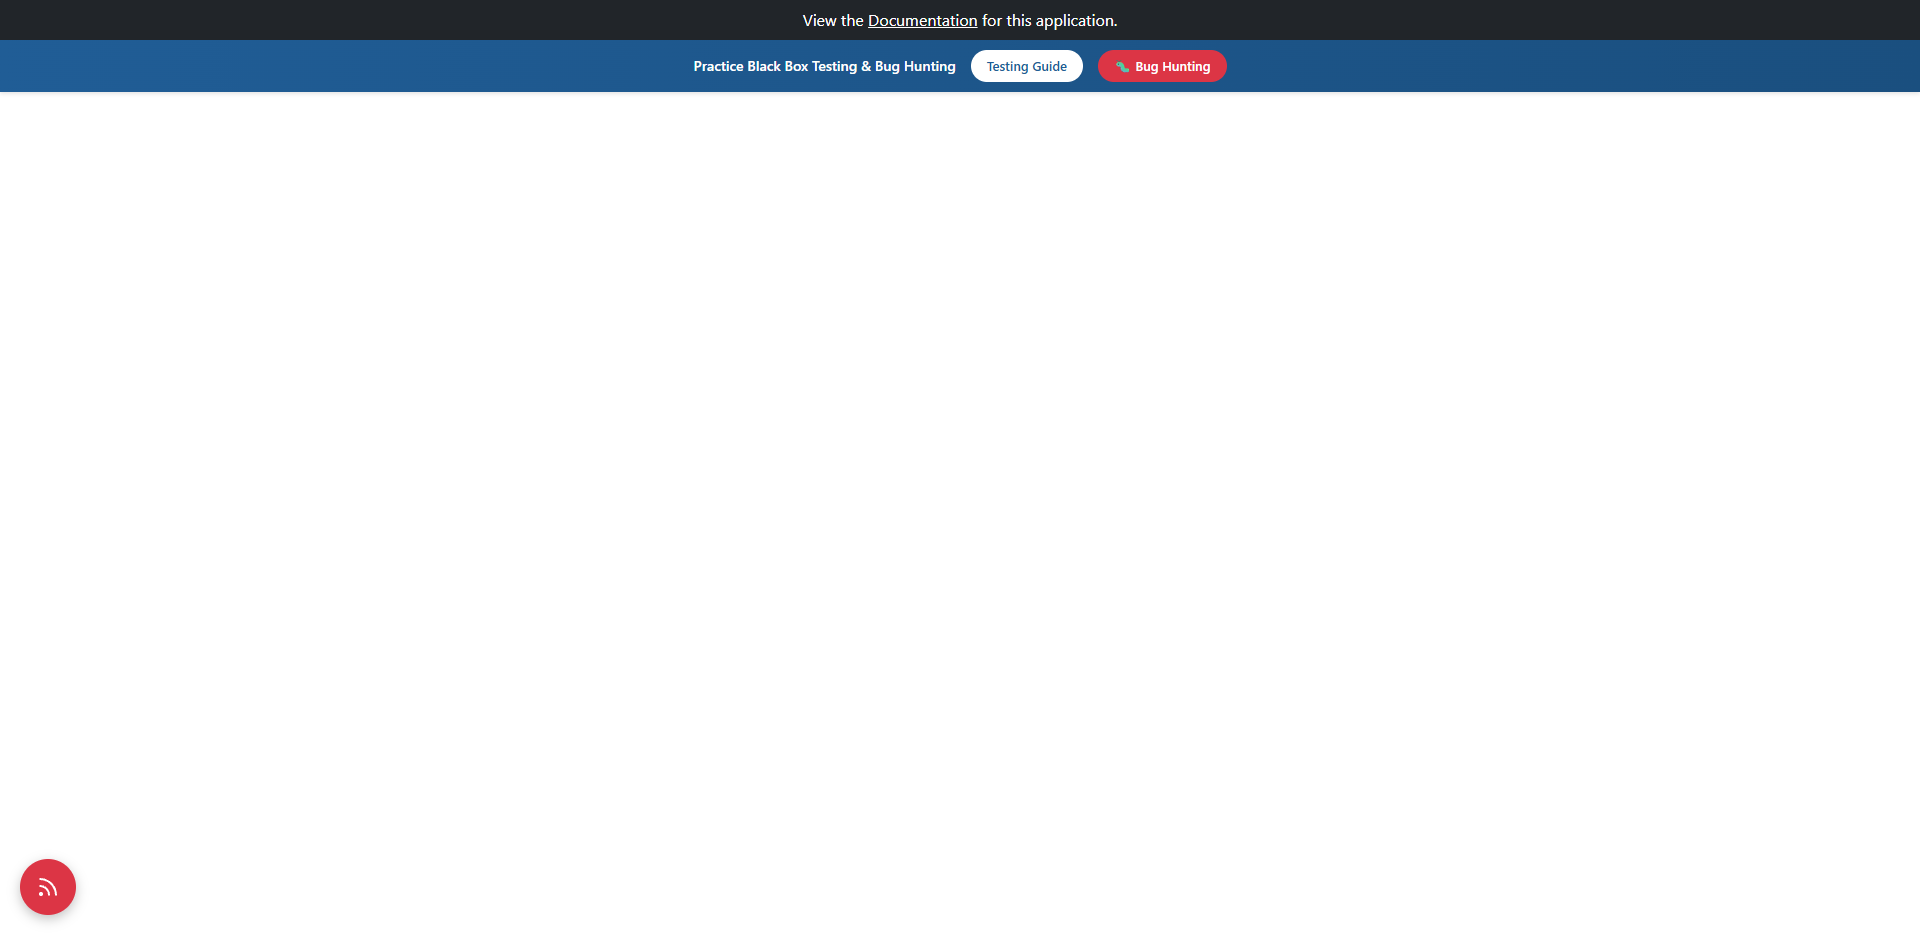 View the Documentation for this application.
Practice Black Box Testing & Bug Hunting Testing Guide Bug Hunting